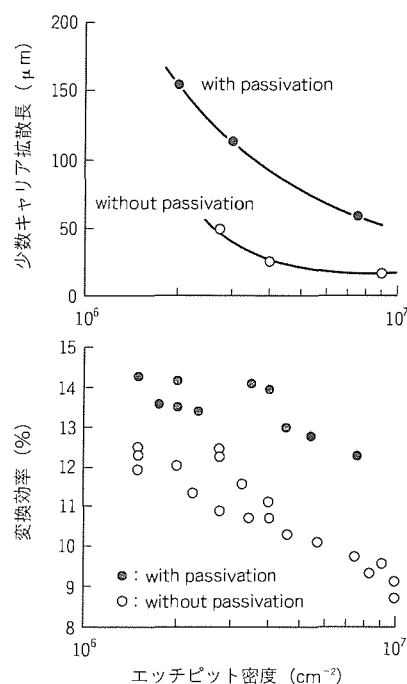 少数キャリア拡散長 (μm)
200
150
100
50
0
with passivation
without passivation
10⁶
10⁷
変換効率 (%)
15
14
13
12
11
10
9
8
●: with passivation
○: without passivation
10⁶
10⁷
エッチピット密度 (cm⁻²)